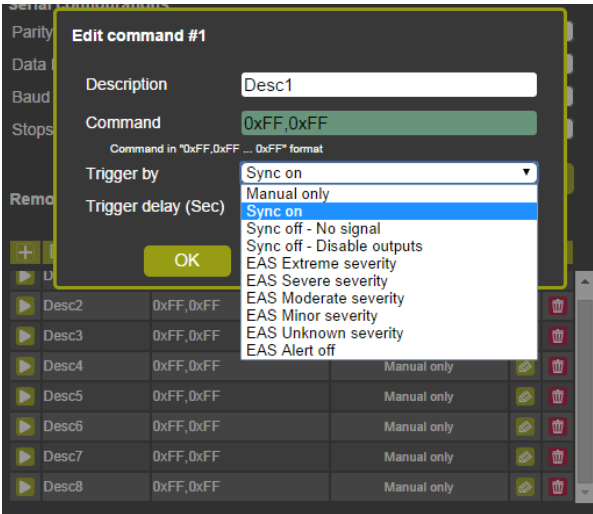 Serial Configurations
Parity
Edit command #1
Data
Description
Desc1
Baud
Command
0xFF,0xFF
Stops
Command in "0xFF,0xFF ... 0xFF" format
Trigger by
Sync on
Manual only
Remo
Trigger delay (Sec)
Sync on
Sync off - No signal
Sync off - Disable outputs
OK
EAS Extreme severity
EAS Severe severity
EAS Moderate severity
EAS Minor severity
EAS Unknown severity
EAS Alert off
Desc2 0xFF,0xFF
Desc3 0xFF,0xFF
Desc4 0xFF,0xFF Manual only
Desc5 0xFF,0xFF Manual only
Desc6 0xFF,0xFF Manual only
Desc7 0xFF,0xFF Manual only
Desc8 0xFF,0xFF Manual only